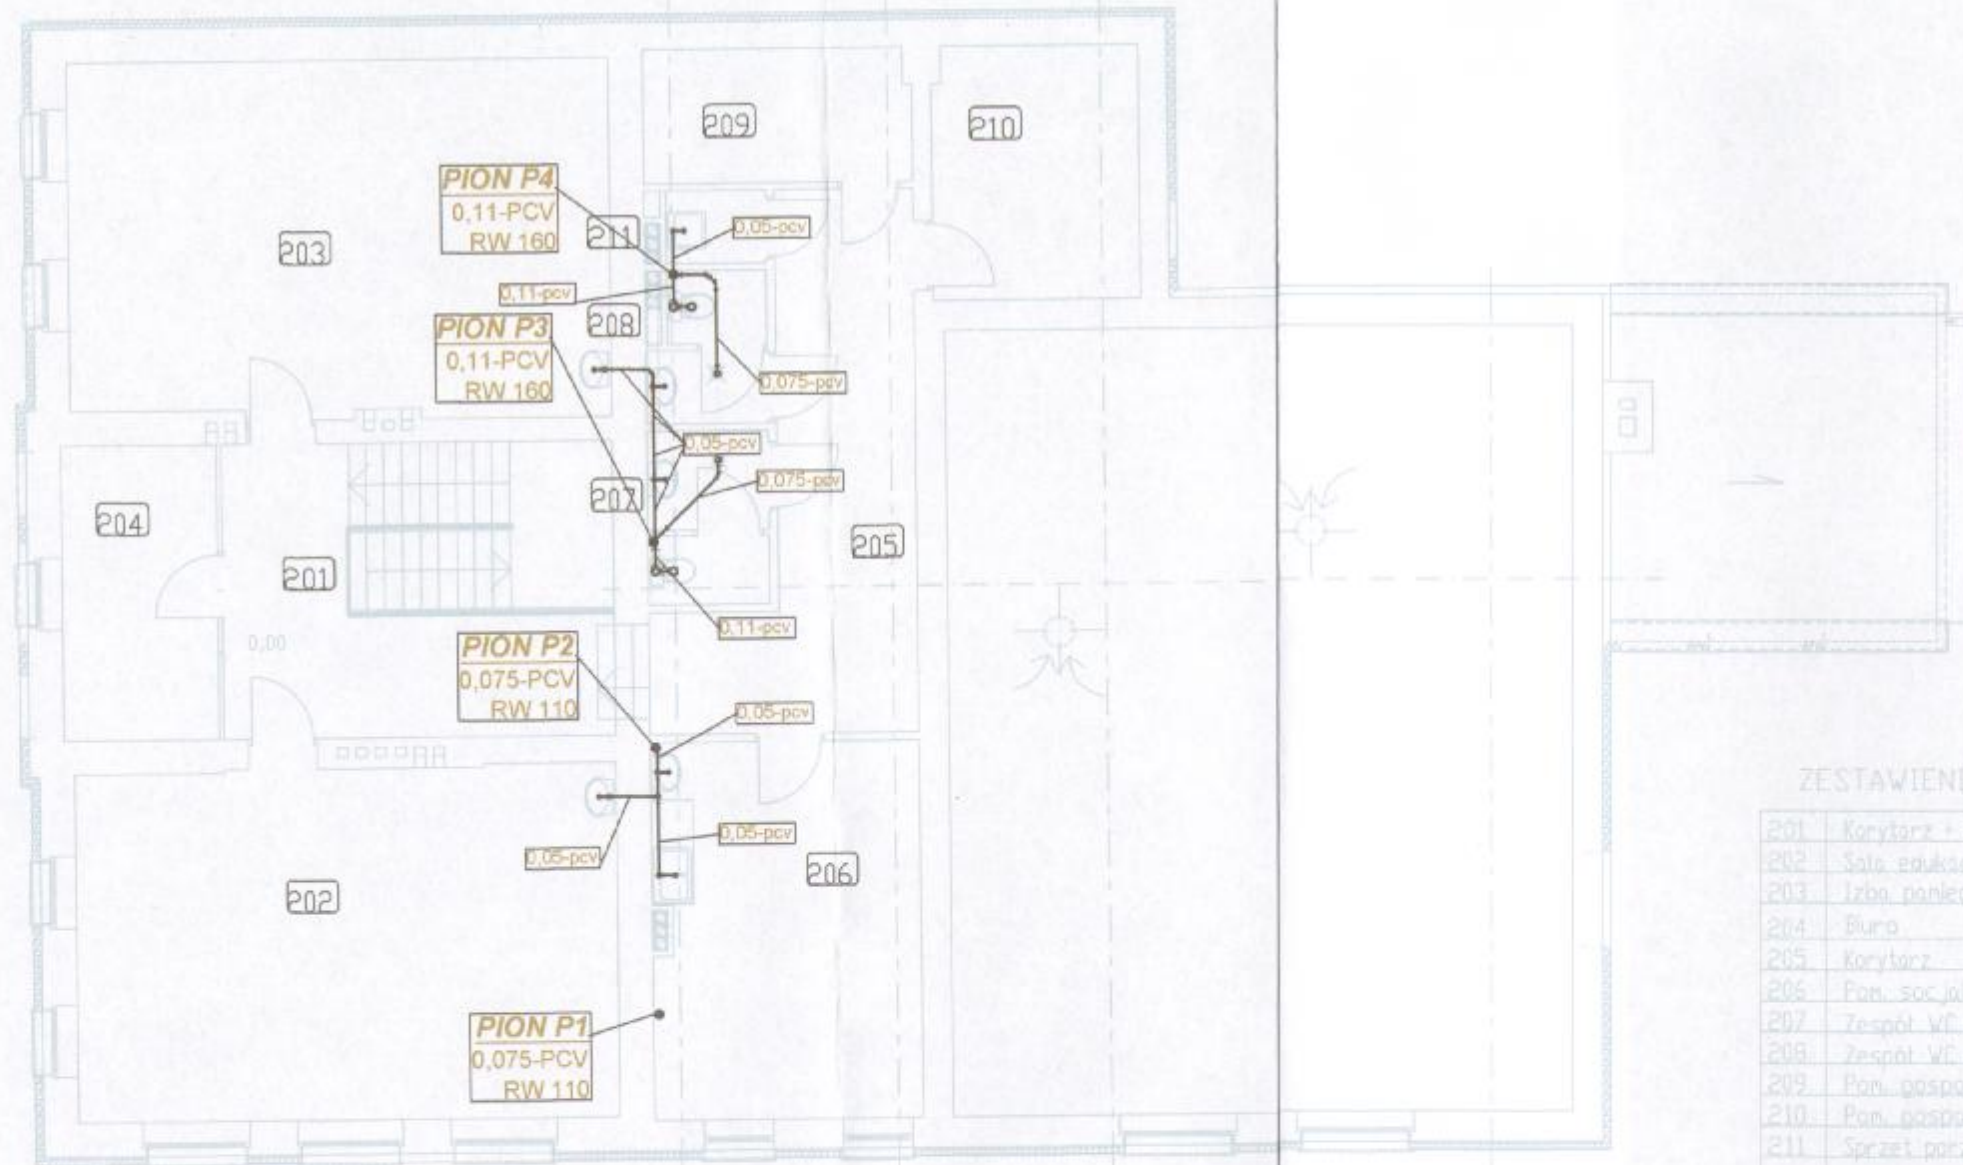 209
210
PION P4
0,11-PCV
RW 160
211
0,05-pcv
203
0,11-pcv
208
PION P3
0,11-PCV
RW 160
0,075-pcv
0,05-pcv
0,075-pcv
207
204
205
201
0,00
0,11-pcv
PION P2
0,075-PCV
RW 110
0,05-pcv
0,05-pcv
0,05-pcv
206
202
PION P1
0,075-PCV
RW 110
ZESTAWIENI
201 Korytarz +
202 Sala eduka
203 Izba pamię
204 Biuro
205 Korytarz
206 Pom. socjal
207 Zespół WC
208 Zespół WC
209 Pom. gospo
210 Pom. gospo
211 Sprzęt porz